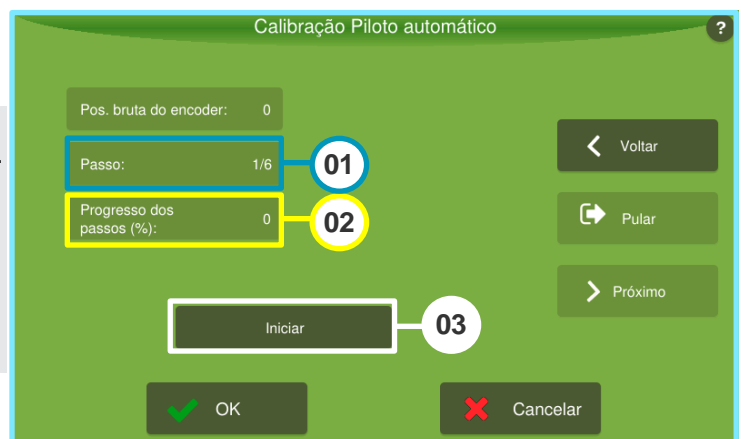 Calibração Piloto automático
?
Pos. bruta do encoder: 0
Passo: 1/6
01
Progresso dos
passos (%): 0
02
Voltar
Pular
Próximo
Iniciar
03
OK
Cancelar